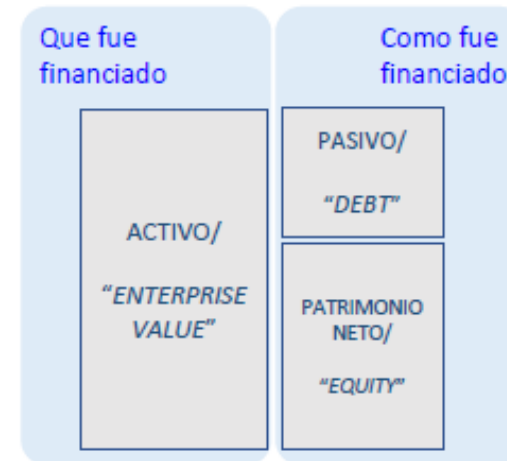 Que fue
financiado
Como fue
financiado
ACTIVO/
"ENTERPRISE
VALUE"
PASIVO/
"DEBT"
PATRIMONIO
NETO/
"EQUITY"